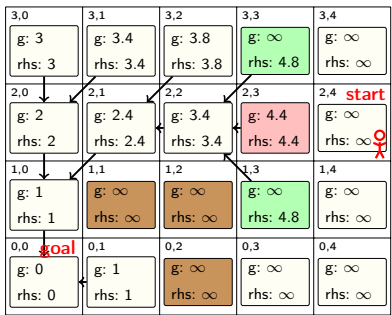 3,0 3,1 3,2 3,3 3,4
g: 3 g: 3.4 g: 3.8 g: ∞ g: ∞
rhs: 3 rhs: 3.4 rhs: 3.8 rhs: 4.8 rhs: ∞
2,0 2,1 2,2 2,3 2,4 start
g: 2 g: 2.4 g: 3.4 g: 4.4 g: ∞
rhs: 2 rhs: 2.4 rhs: 3.4 rhs: 4.4 rhs: ∞
1,0 1,1 1,2 1,3 1,4
g: 1 g: ∞ g: ∞ g: ∞ g: ∞
rhs: 1 rhs: ∞ rhs: ∞ rhs: 4.8 rhs: ∞
0,0 goal 0,1 0,2 0,3 0,4
g: 0 g: 1 g: ∞ g: ∞ g: ∞
rhs: 0 rhs: 1 rhs: ∞ rhs: ∞ rhs: ∞